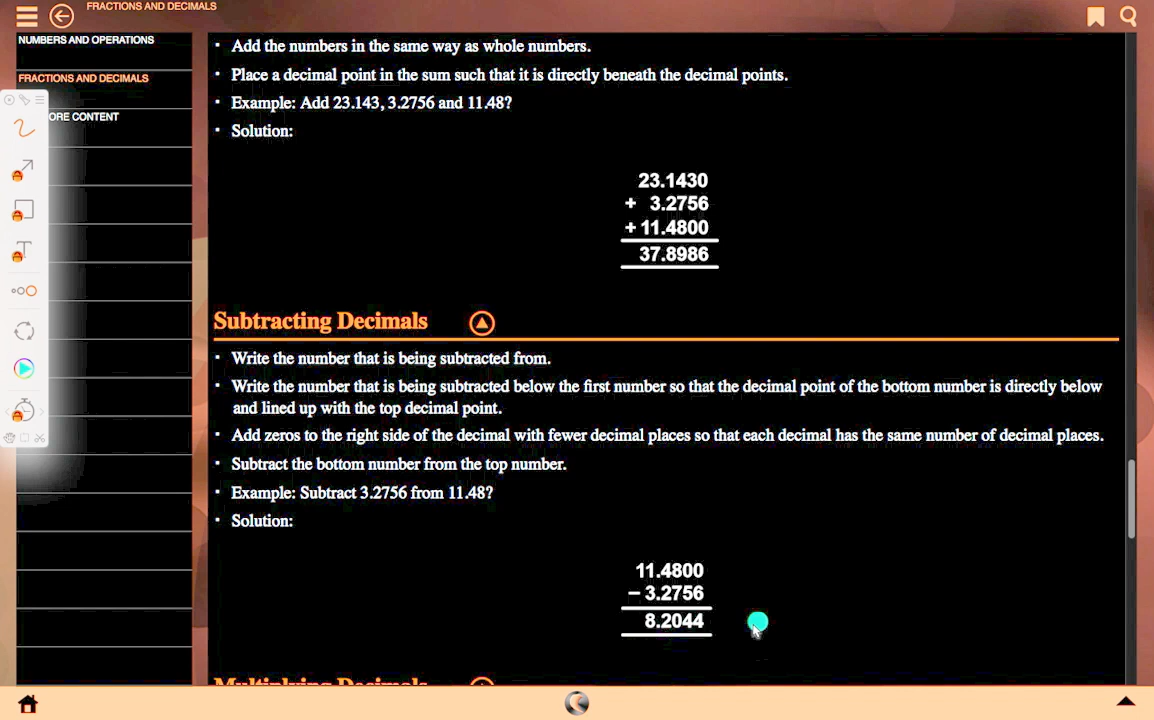 FRACTIONS AND DECIMALS
NUMBERS AND OPERATIONS
FRACTIONS AND DECIMALS
ORE CONTENT
• Add the numbers in the same way as whole numbers.
• Place a decimal point in the sum such that it is directly beneath the decimal points.
• Example: Add 23.143, 3.2756 and 11.48?
• Solution:
23.1430
+ 3.2756
+ 11.4800
37.8986
Subtracting Decimals
• Write the number that is being subtracted from.
• Write the number that is being subtracted below the first number so that the decimal point of the bottom number is directly below
and lined up with the top decimal point.
• Add zeros to the right side of the decimal with fewer decimal places so that each decimal has the same number of decimal places.
• Subtract the bottom number from the top number.
• Example: Subtract 3.2756 from 11.48?
• Solution:
11.4800
− 3.2756
8.2044
Multiplying Decimals